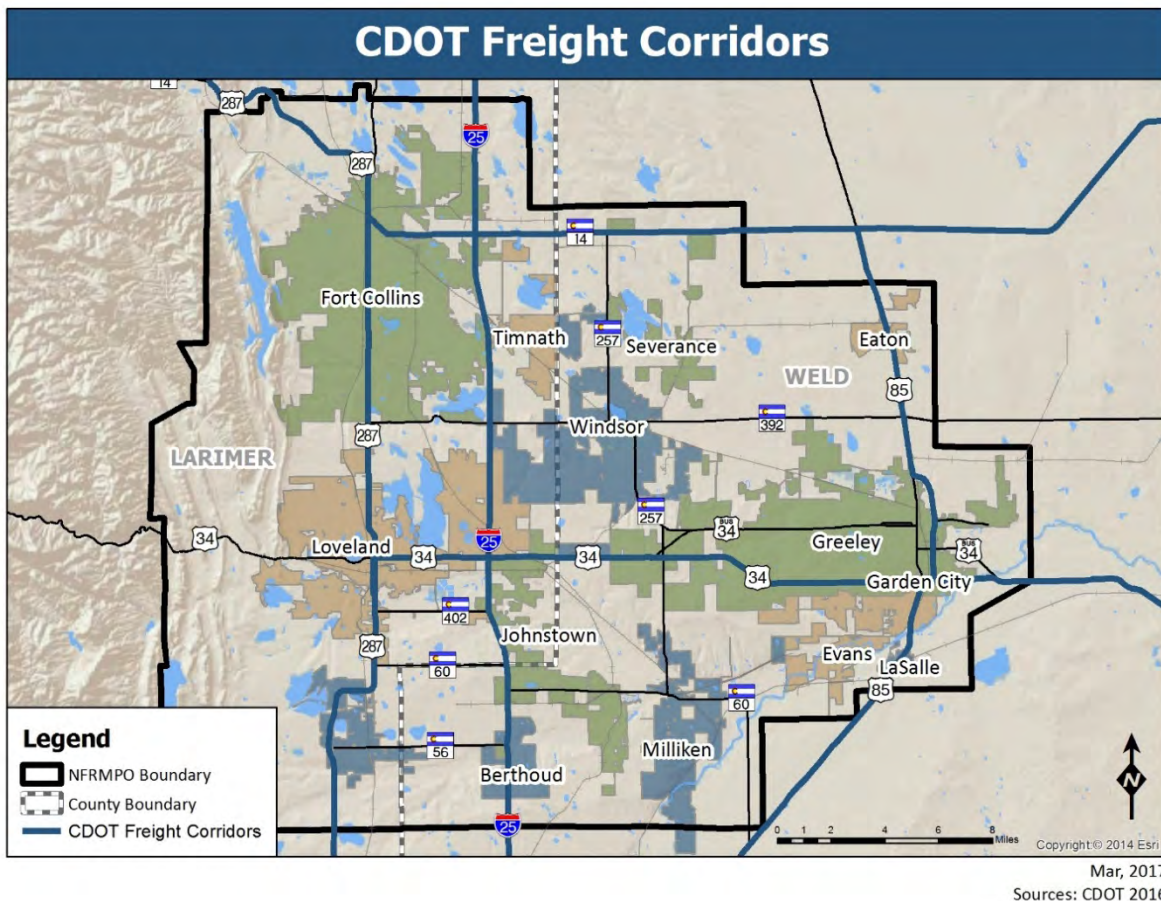 CDOT Freight Corridors
14
287
25
287
14
Fort Collins
Timnath
257
Severance
Eaton
WELD
85
287
Windsor
392
LARIMER
257
BUS
34
34
25
Loveland
34
34
Greeley
BUS
34
34
Garden City
402
Johnstown
287
Evans
LaSalle
60
85
60
Milliken
56
Berthoud
25
Legend
NFRMPO Boundary
County Boundary
CDOT Freight Corridors
N
0 1 2 4 6 8
Miles
Copyright © 2014 Esri
Mar, 2017
Sources: CDOT 2016